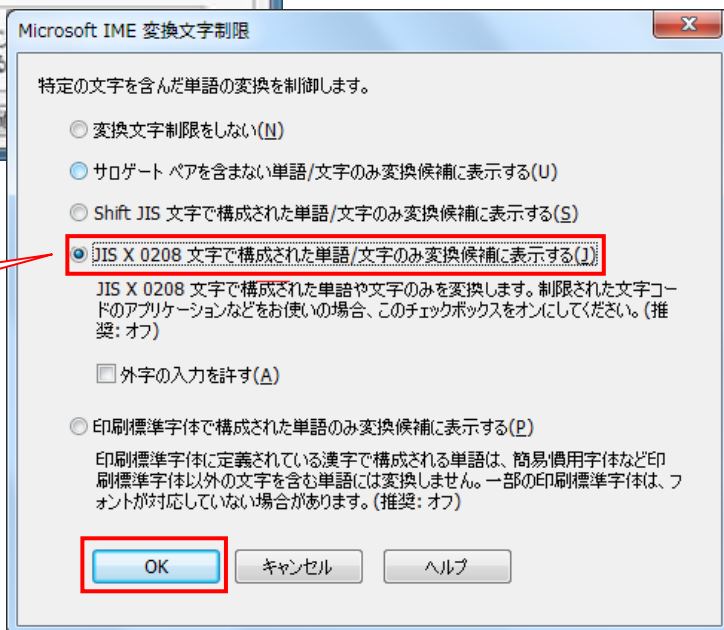 Microsoft IME 変換文字制限
特定の文字を含んだ単語の変換を制御します。
変換文字制限をしない(N)
サロゲート ペアを含まない単語/文字のみ変換候補に表示する(U)
Shift JIS 文字で構成された単語/文字のみ変換候補に表示する(S)
JIS X 0208 文字で構成された単語/文字のみ変換候補に表示する(J)
JIS X 0208 文字で構成された単語や文字のみを変換します。制限された文字コー
ドのアプリケーションなどをお使いの場合、このチェックボックスをオンにしてください。(推
奨: オフ)
外字の入力を許す(A)
印刷標準字体で構成された単語のみ変換候補に表示する(P)
印刷標準字体に定義されている漢字で構成される単語は、簡易慣用字体など印
刷標準字体以外の文字を含む単語には変換しません。一部の印刷標準字体は、フ
ォントが対応していない場合があります。(推奨: オフ)
OK
キャンセル
ヘルプ